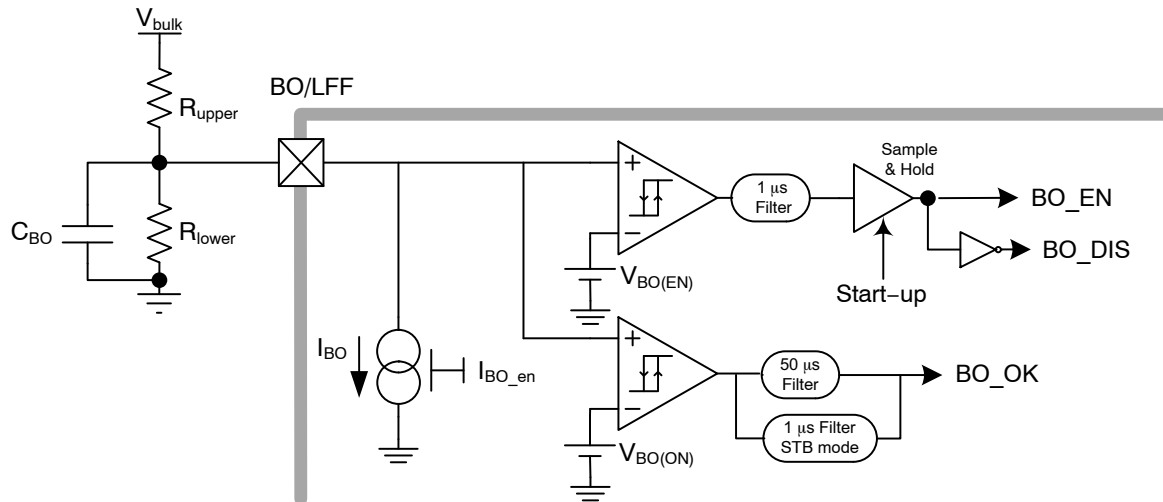 Vbulk
Rupper
BO/LFF
CBO
Rlower
+
−
VBO(EN)
1 μs
Filter
Sample
& Hold
Start−up
BO_EN
BO_DIS
IBO
IBO_en
+
−
VBO(ON)
50 μs
Filter
1 μs Filter
STB mode
BO_OK